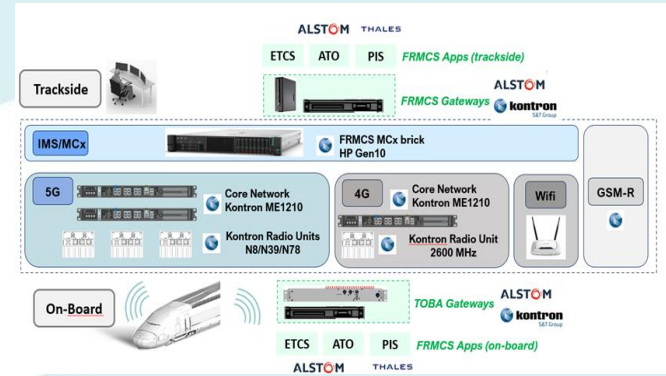 ALSTOM THALES
ETCS ATO PIS FRMCS Apps (trackside)
Trackside
ALSTOM
FRMCS Gateways kontron
S&T Group
IMS/MCx
FRMCS MCx brick
HP Gen10
5G
Core Network
Kontron ME1210
Kontron Radio Units
N8/N39/N78
4G
Core Network
Kontron ME1210
Kontron Radio Unit
2600 MHz
Wifi
GSM-R
On-Board
TOBA Gateways ALSTOM
kontron
S&T Group
ETCS ATO PIS FRMCS Apps (on-board)
ALSTOM THALES